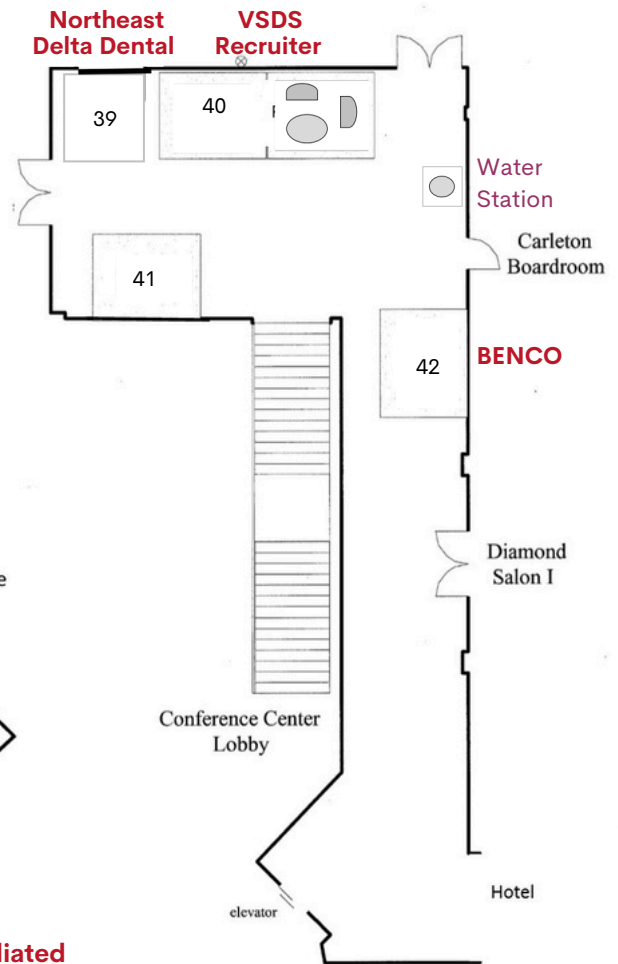 Northeast
Delta Dental
VSDS
Recruiter
39
40
Water
Station
Carleton
Boardroom
41
42
BENCO
Diamond
Salon I
e
Conference Center
Lobby
Hotel
elevator
liated